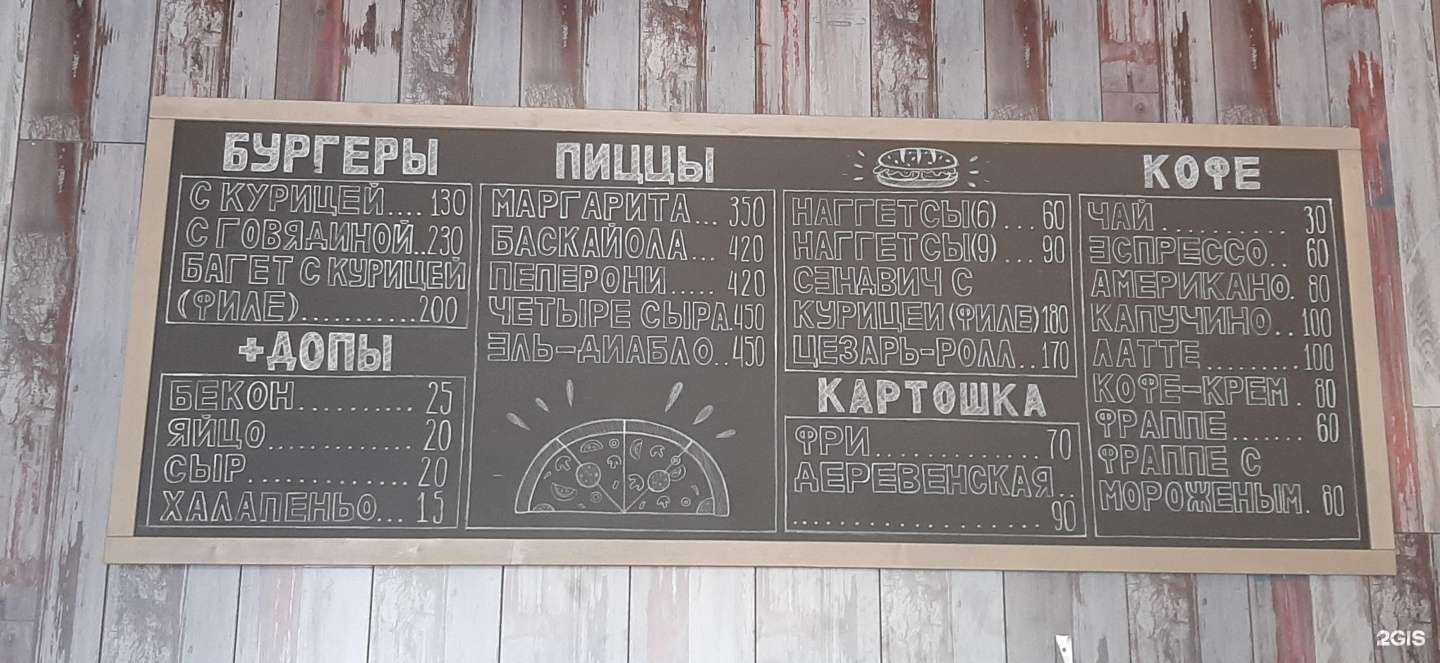 БУРГЕРЫ
С КУРИЦЕЙ.... 130
С ГОВЯДИНОЙ..230
БАГЕТ С КУРИЦЕЙ
(ФИЛЕ)............200
+ДОПЫ
БЕКОН........... 25
ЯЙЦО............. 20
СЫР............... 20
ХАЛАПЕНЬО... 15
ПИЦЦЫ
МАРГАРИТА... 350
БАСКАЙОЛА... 420
ПЕПЕРОНИ..... 420
ЧЕТЫРЕ СЫРА.450
ЭЛЬ-ДИАБЛО.. 450
НАГГЕТСЫ(6)... 60
НАГГЕТСЫ(9)... 90
СЭНДВИЧ С
КУРИЦЕЙ (ФИЛЕ)180
ЦЕЗАРЬ-РОЛЛ..170
КАРТОШКА
ФРИ............... 70
ДЕРЕВЕНСКАЯ..
..................... 90
КОФЕ
ЧАЙ........... 30
ЭСПРЕССО.. 60
АМЕРИКАНО. 80
КАПУЧИНО..100
ЛАТТЕ.........100
КОФЕ-КРЕМ.80
ФРАППЕ....... 60
ФРАППЕ С
МОРОЖЕНЫМ. 80
2GIS